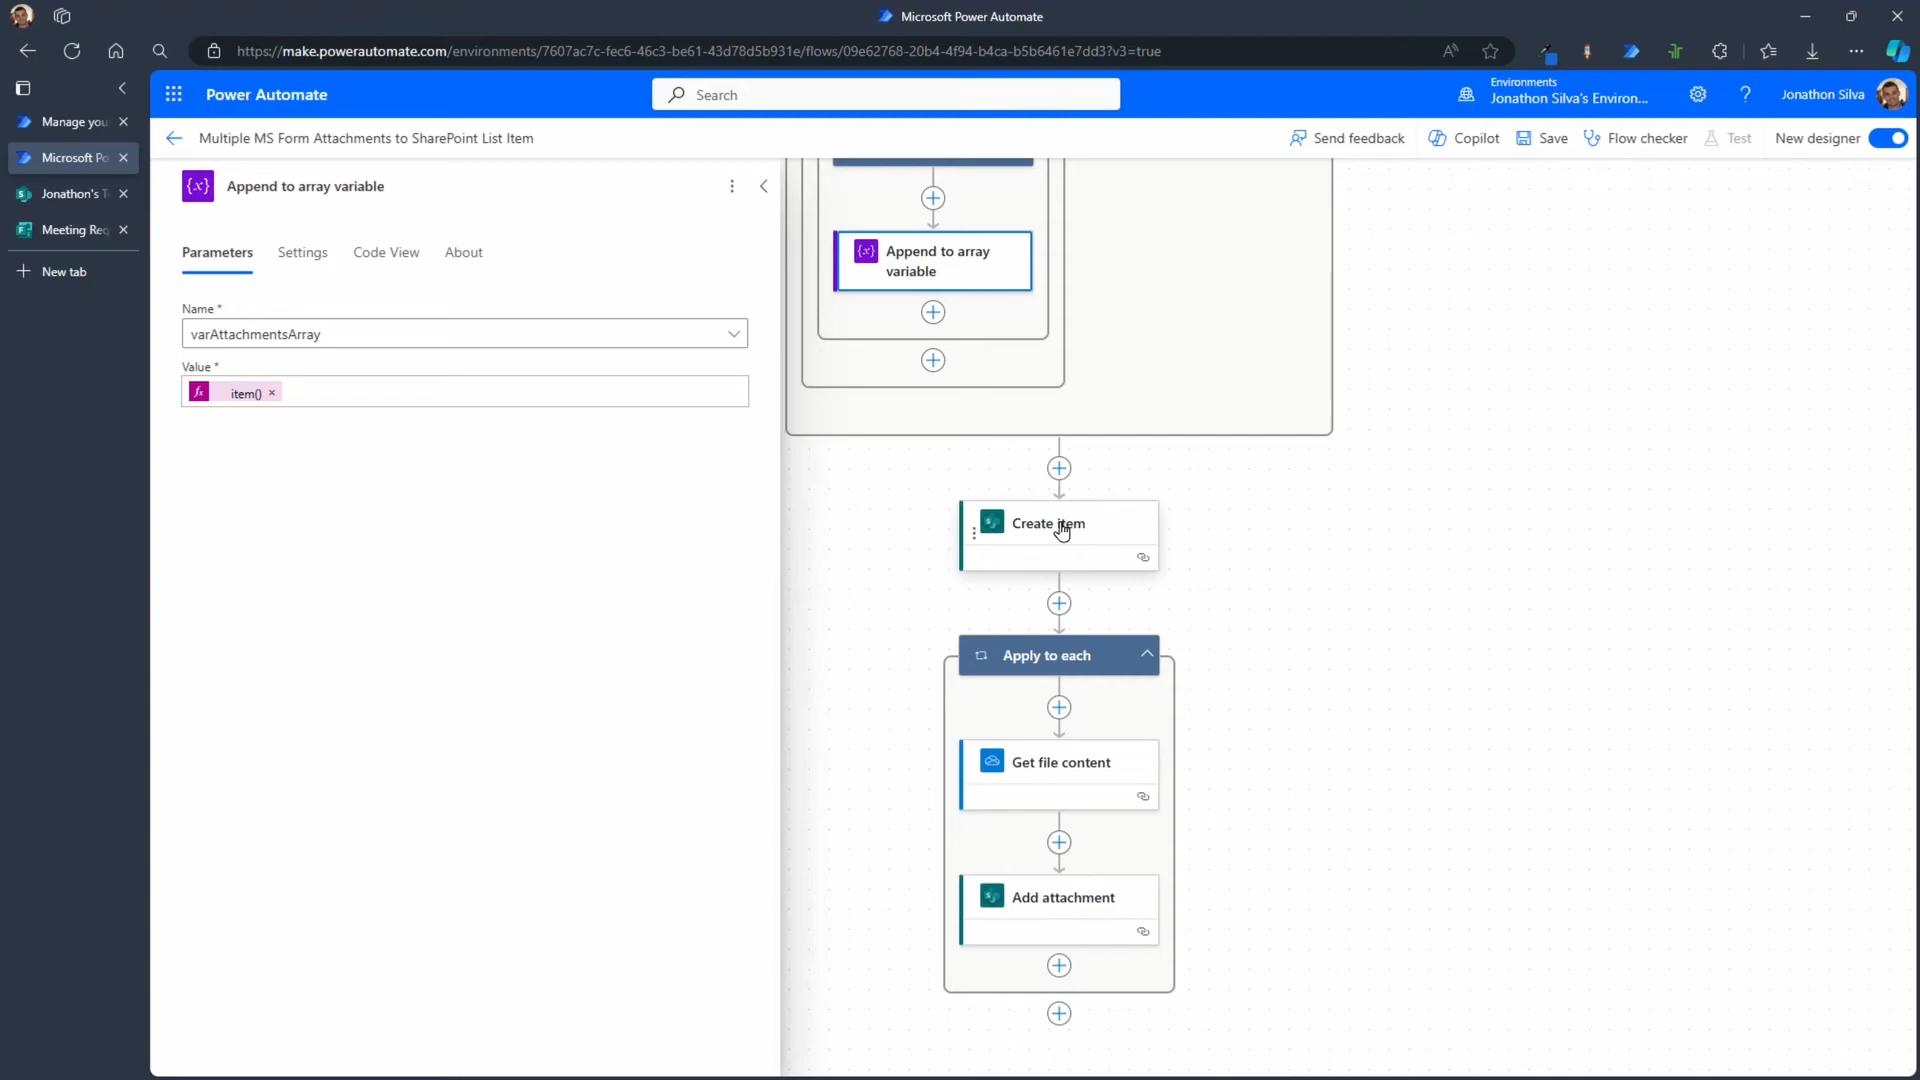 Microsoft Power Automate
https://make.powerautomate.com/environments/7607ac7c-fec6-46c3-be61-43d78d5b931e/flows/09e62768-20b4-4f94-b4ca-b5b6461e7dd3?v3=true
Power Automate
Search
Environments
Jonathon Silva's Environ...
Jonathon Silva
Manage you
Microsoft Po
Jonathon's T
Meeting Req
New tab
Multiple MS Form Attachments to SharePoint List Item
Send feedback
Copilot
Save
Flow checker
Test
New designer
{x}
Append to array variable
Parameters
Settings
Code View
About
Name *
varAttachmentsArray
Value *
fx
item()
{x}
Append to array
variable
Create item
Apply to each
Get file content
Add attachment